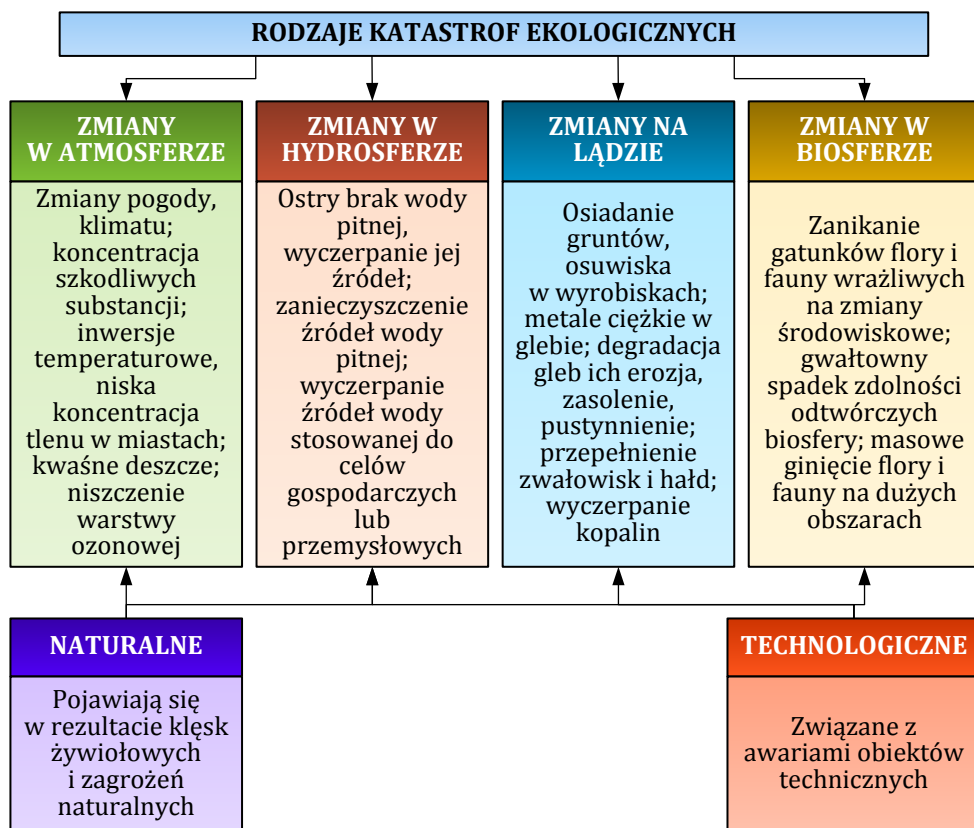 RODZAJE KATASTROF EKOLOGICZNYCH
ZMIANY
W ATMOSFERZE
Zmiany pogody,
klimatu;
koncentracja
szkodliwych
substancji;
inwersje
temperaturowe,
niska
koncentracja
tlenu w miastach;
kwaśne deszcze;
niszczenie
warstwy
ozonowej
ZMIANY W
HYDROSFERZE
Ostry brak wody
pitnej,
wyczerpanie jej
źródeł;
zanieczyszczenie
źródeł wody
pitnej;
wyczerpanie
źródeł wody
stosowanej do
celów
gospodarczych
lub
przemysłowych
ZMIANY NA
LĄDZIE
Osiadanie
gruntów,
osuwiska
w wyrobiskach;
metale ciężkie w
glebie; degradacja
gleb ich erozja,
zasolenie,
pustynnienie;
przepełnienie
zwałowisk i hałd;
wyczerpanie
kopalin
ZMIANY W
BIOSFERZE
Zanikanie
gatunków flory i
fauny wrażliwych
na zmiany
środowiskowe;
gwałtowny
spadek zdolności
odtwórczych
biosfery; masowe
ginięcie flory i
fauny na dużych
obszarach
NATURALNE
Pojawiają się
w rezultacie klęsk
żywiołowych
i zagrożeń
naturalnych
TECHNOLOGICZNE
Związane z
awariami obiektów
technicznych